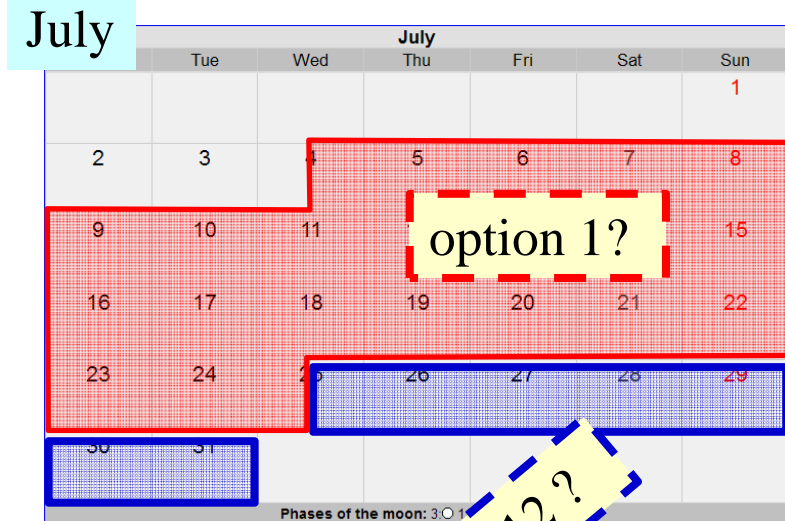 July
July
Tue Wed Thu Fri Sat Sun
1
2 3 4 5 6 7 8
9 10 11 15
option 1?
16 17 18 19 20 21 22
23 24 25 26 27 28 29
30 31
Phases of the moon: 3: